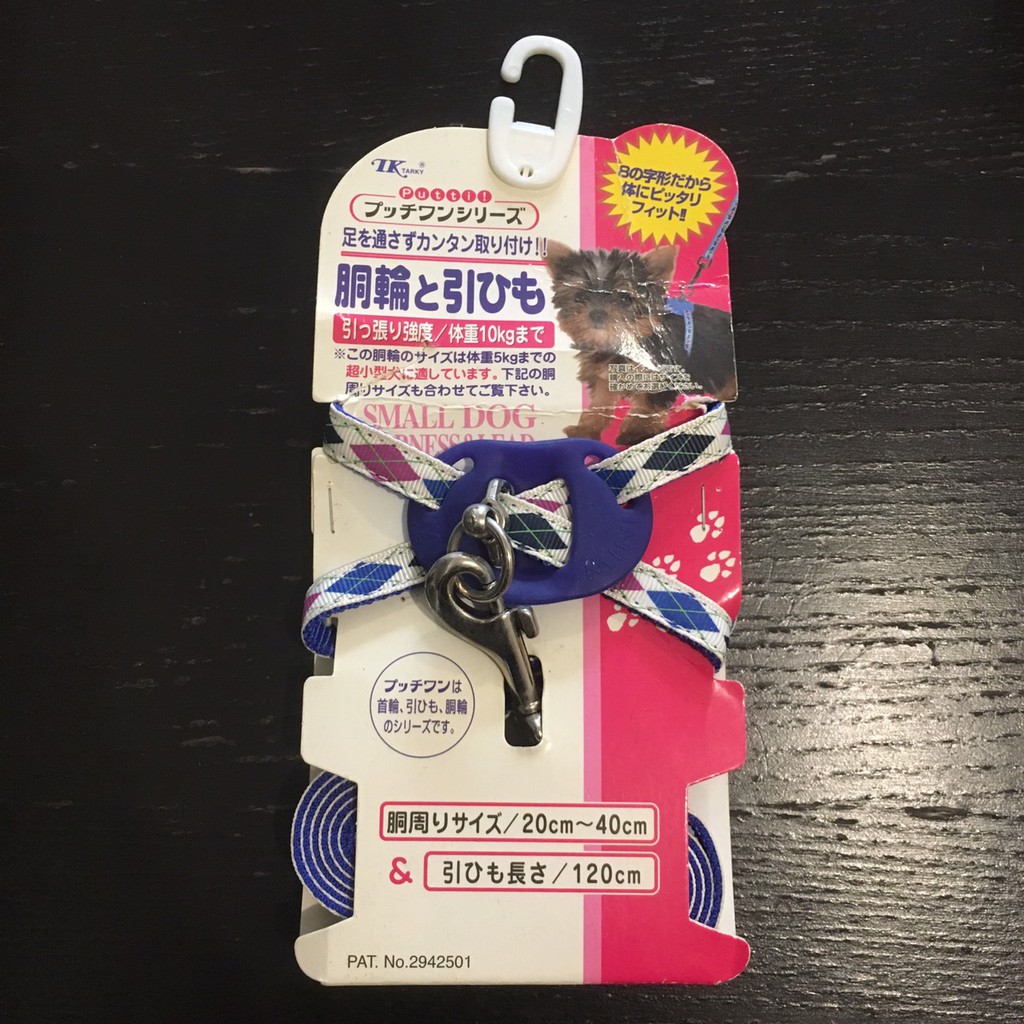 TK TARKY®
Putti!
プッチワンシリーズ
足を通さずカンタン取り付け!!
胴輪と引ひも
引っ張り強度/体重10kgまで
※この胴輪のサイズは体重5kgまでの
超小型犬に適しています。下記の胴
周りサイズも合わせてご覧下さい。
SMALL DOG
HARNESS&LEAD
8の字形だから
体にピッタリ
フィット!!
プッチワンは
首輪、引ひも、胴輪
のシリーズです。
胴周りサイズ/20cm〜40cm
&
引ひも長さ/120cm
PAT. No.2942501